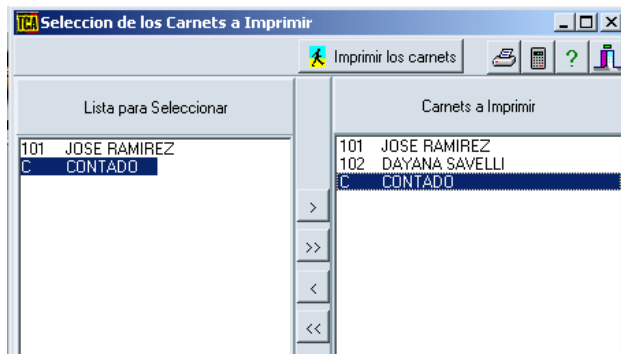 TCA Seleccion de los Carnets a Imprimir
Imprimir los carnets ?
Lista para Seleccionar
101 JOSE RAMIREZ
C CONTADO
>
>>
<
<<
Carnets a Imprimir
101 JOSE RAMIREZ
102 DAYANA SAVELLI
C CONTADO